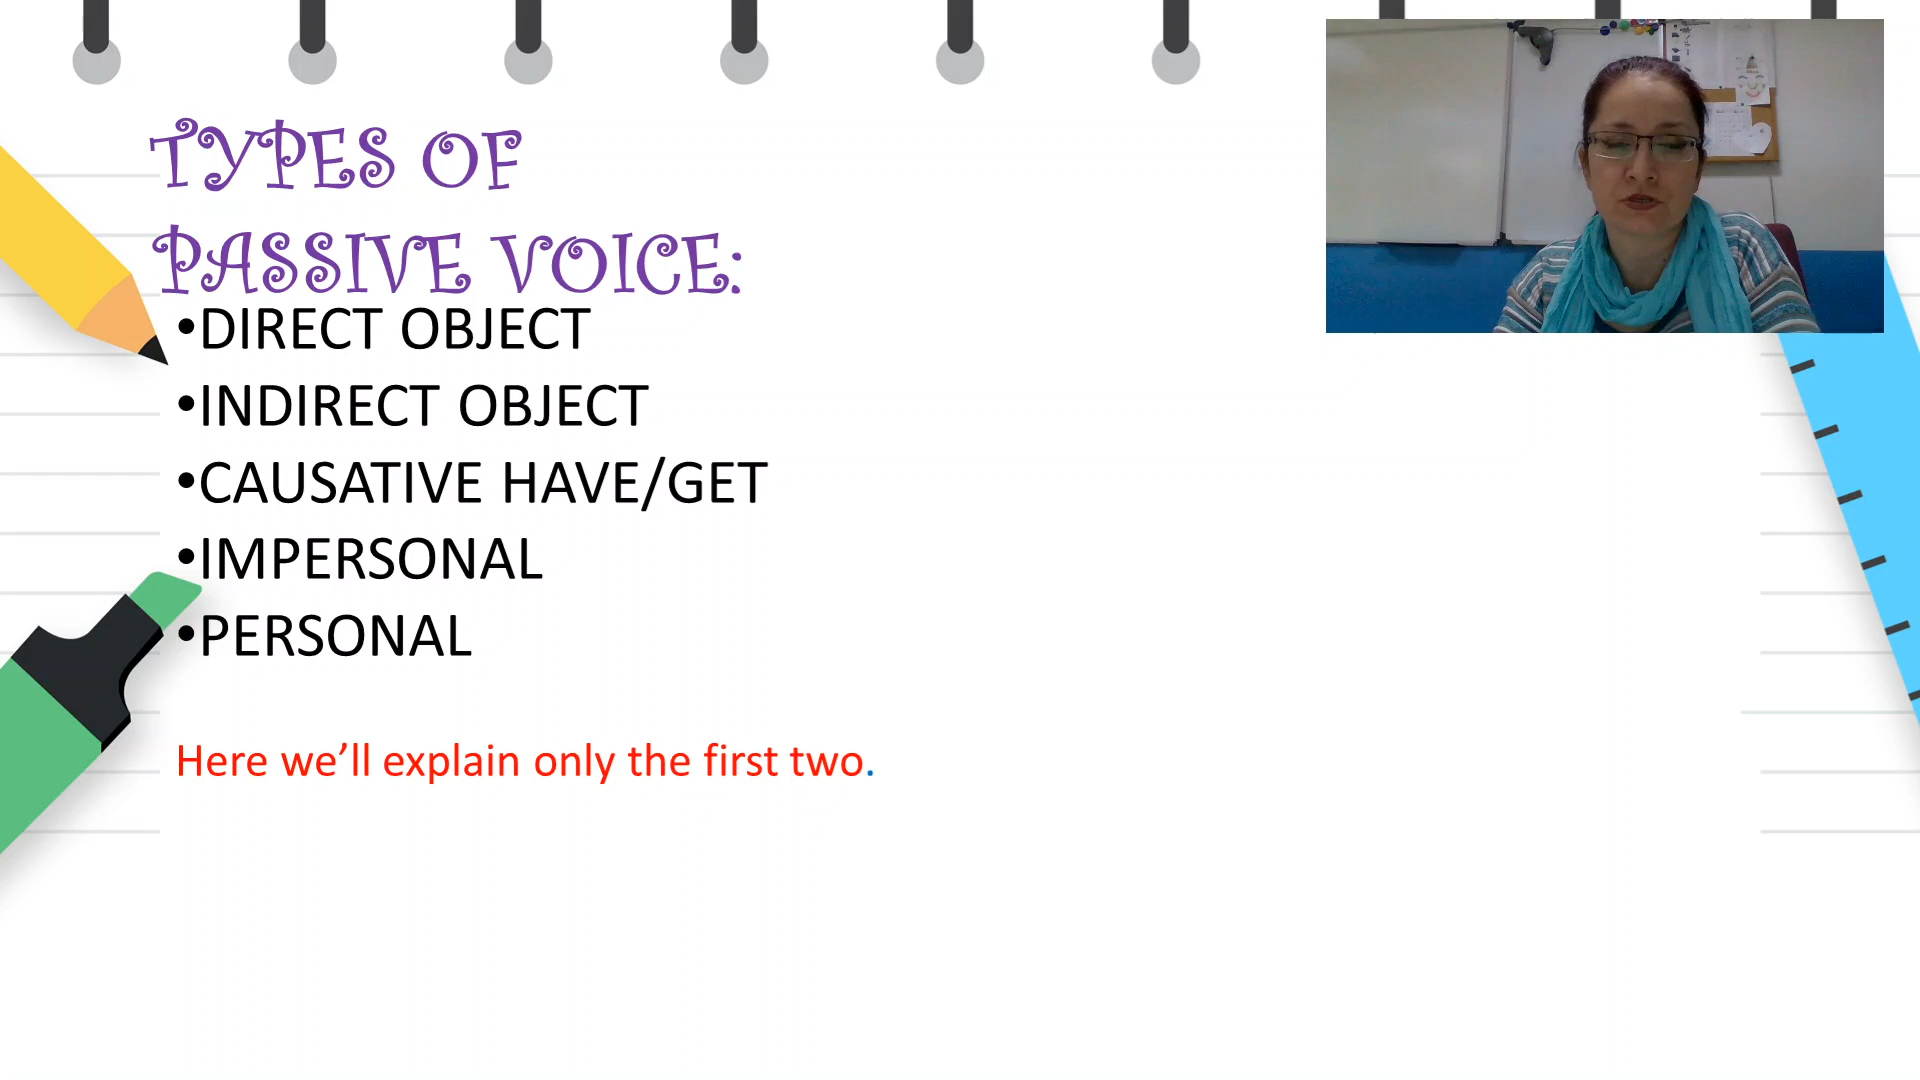 TYPES OF
PASSIVE VOICE:
•DIRECT OBJECT
•INDIRECT OBJECT
•CAUSATIVE HAVE/GET
•IMPERSONAL
•PERSONAL
Here we’ll explain only the first two.